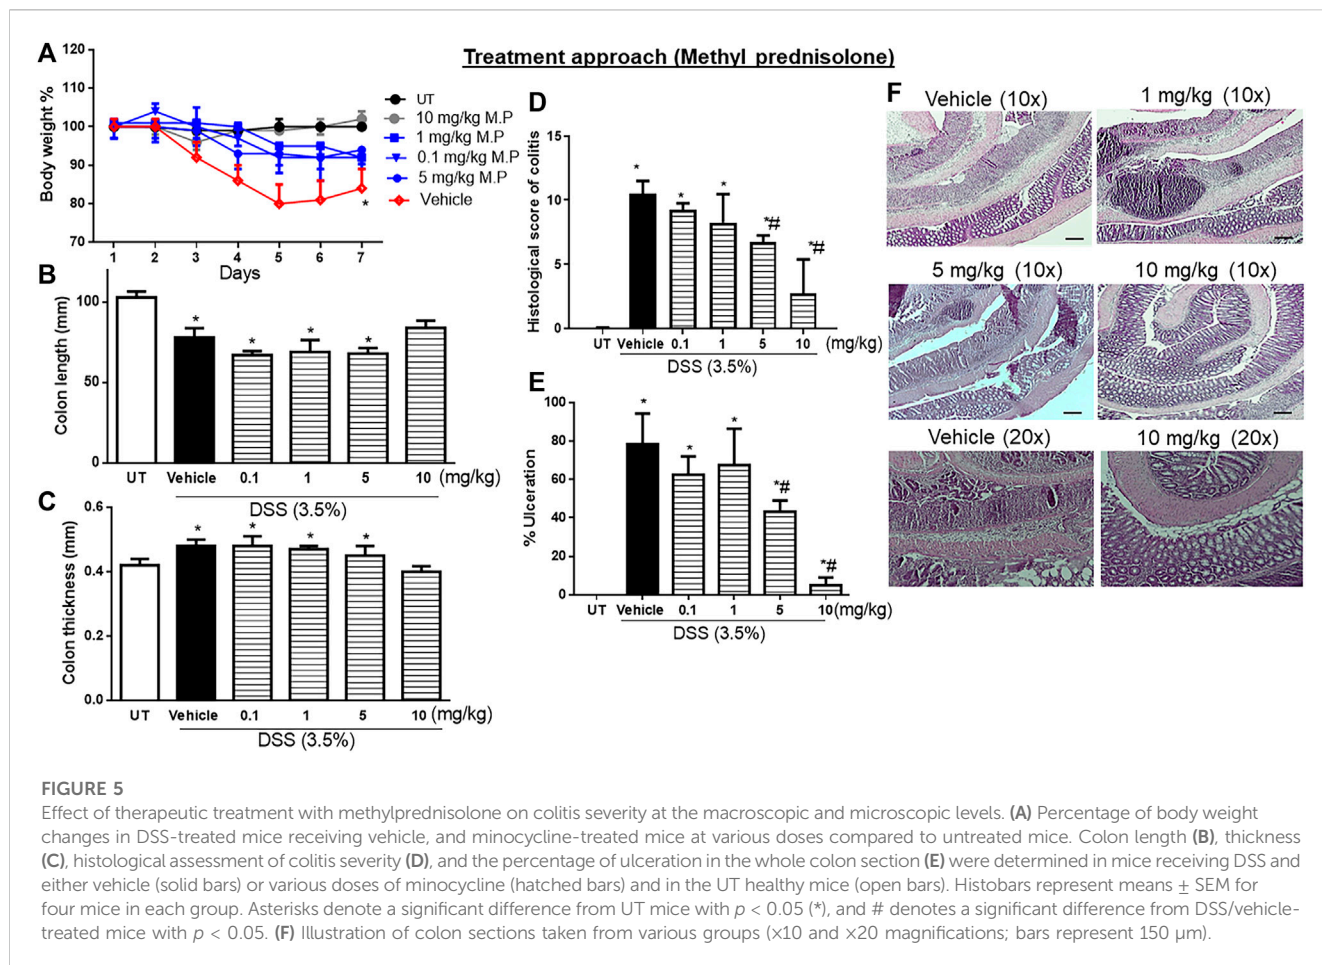 Treatment approach (Methyl prednisolone)
A
120
110
100
90
80
70
Body weight %
1 2 3 4 5 6 7
Days
*
UT
10 mg/kg M.P
1 mg/kg M.P
0.1 mg/kg M.P
5 mg/kg M.P
Vehicle
B
100
50
0
Colon length (mm)
* * * *
UT Vehicle 0.1 1 5 10 (mg/kg)
DSS (3.5%)
C
0.6
0.4
0.2
0.0
Colon thickness (mm)
* * * *
UT Vehicle 0.1 1 5 10 (mg/kg)
DSS (3.5%)
D
15
10
5
0
Histological score of colitis
* * * *# *#
UT Vehicle 0.1 1 5 10 (mg/kg)
DSS (3.5%)
E
100
80
60
40
20
0
% Ulceration
* * * *# *#
UT Vehicle 0.1 1 5 10 (mg/kg)
DSS (3.5%)
F
Vehicle (10x) 1 mg/kg (10x)
5 mg/kg (10x) 10 mg/kg (10x)
Vehicle (20x) 10 mg/kg (20x)
FIGURE 5
Effect of therapeutic treatment with methylprednisolone on colitis severity at the macroscopic and microscopic levels. (A) Percentage of body weight
changes in DSS-treated mice receiving vehicle, and minocycline-treated mice at various doses compared to untreated mice. Colon length (B), thickness
(C), histological assessment of colitis severity (D), and the percentage of ulceration in the whole colon section (E) were determined in mice receiving DSS and
either vehicle (solid bars) or various doses of minocycline (hatched bars) and in the UT healthy mice (open bars). Histobars represent means ± SEM for
four mice in each group. Asterisks denote a significant difference from UT mice with p < 0.05 (*), and # denotes a significant difference from DSS/vehicle-
treated mice with p < 0.05. (F) Illustration of colon sections taken from various groups (×10 and ×20 magnifications; bars represent 150 μm).